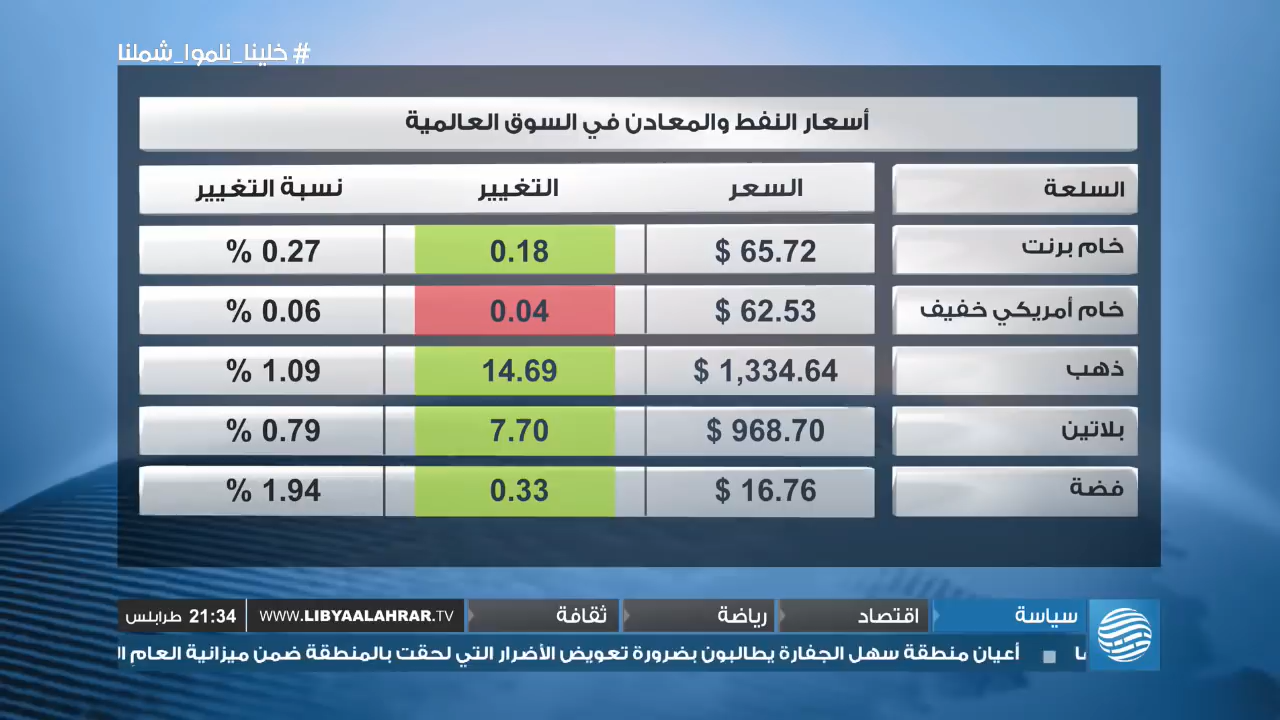 #خلينا_نلموا_شملنا
أسعار النفط والمعادن في السوق العالمية
السلعة السعر التغيير نسبة التغيير
خام برنت $ 65.72 0.18 % 0.27
خام أمريكي خفيف $ 62.53 0.04 % 0.06
ذهب $ 1,334.64 14.69 % 1.09
بلاتين $ 968.70 7.70 % 0.79
فضة $ 16.76 0.33 % 1.94
سياسة اقتصاد رياضة ثقافة WWW.LIBYAALAHRAR.TV 21:34 طرابلس
أعيان منطقة سهل الجفارة يطالبون بضرورة تعويض الأضرار التي لحقت بالمنطقة ضمن ميزانية العام